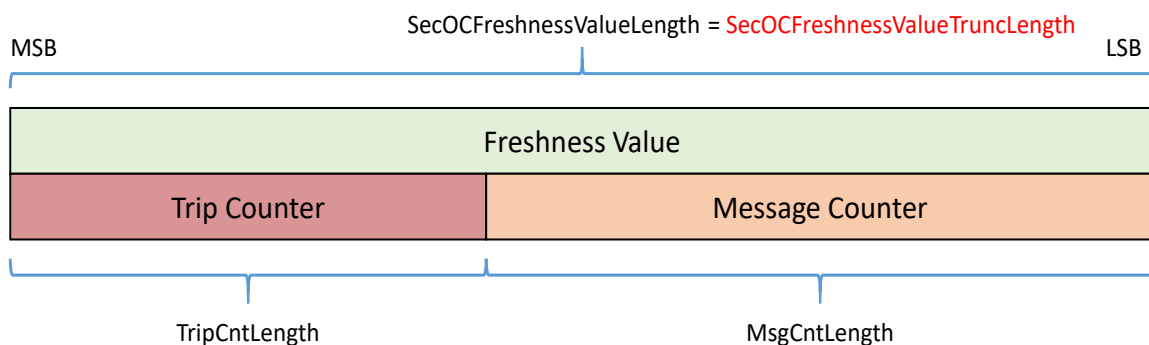 SecOCFreshnessValueLength = SecOCFreshnessValueTruncLength
MSB LSB
Freshness Value
Trip Counter Message Counter
TripCntLength MsgCntLength